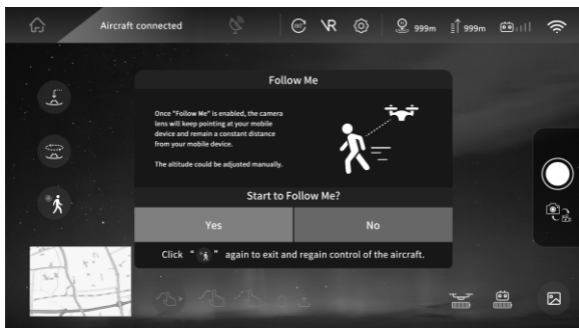 Aircraft connected
VR
999m
999m
Follow Me
Once "Follow Me" is enabled, the camera
lens will keep pointing at your mobile
device and remain a constant distance
from your mobile device.
The altitude could be adjusted manually.
Start to Follow Me?
Yes
No
Click " " again to exit and regain control of the aircraft.